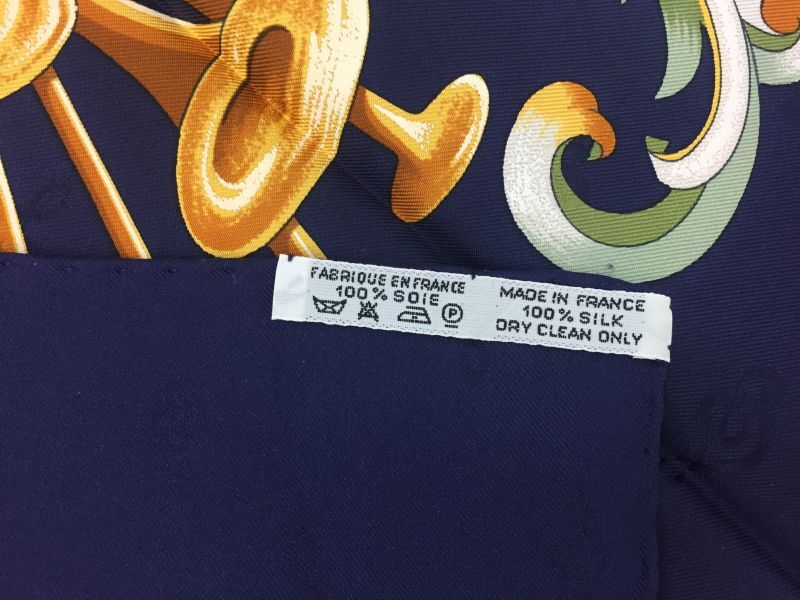 FABRIQUE EN FRANCE
100% SOIE
P
MADE IN FRANCE
100% SILK
DRY CLEAN ONLY